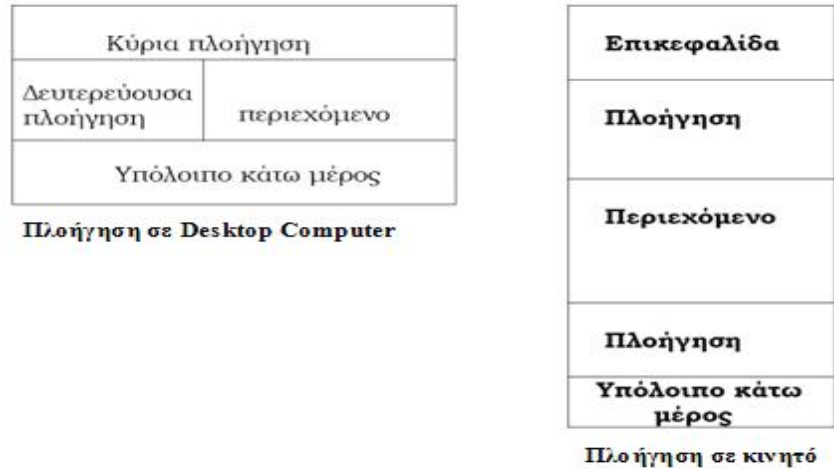 Κύρια πλοήγηση
Δευτερεύουσα
πλοήγηση
περιεχόμενο
Υπόλοιπο κάτω μέρος
Πλοήγηση σε Desktop Computer
Επικεφαλίδα
Πλοήγηση
Περιεχόμενο
Πλοήγηση
Υπόλοιπο κάτω
μέρος
Πλοήγηση σε κινητό